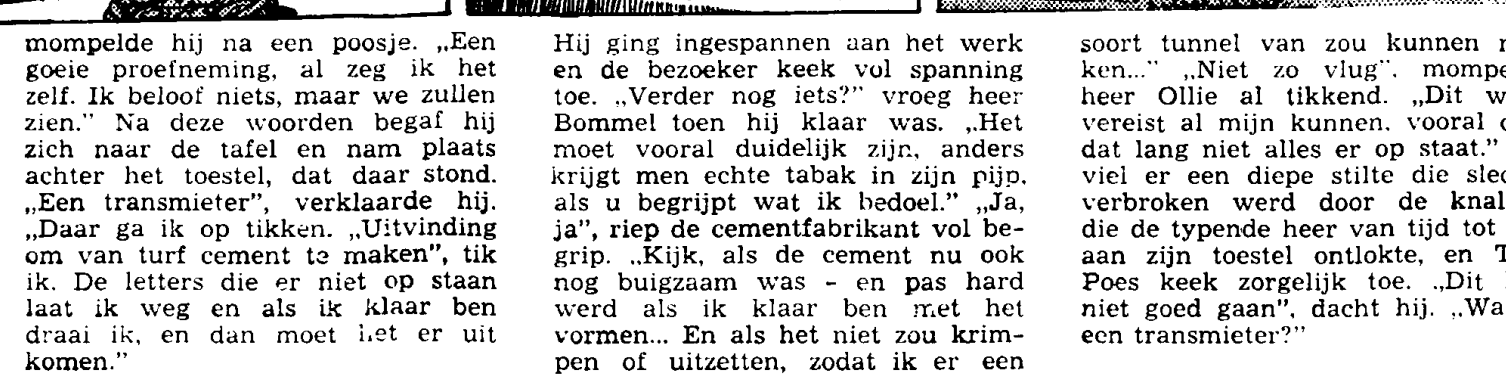 mompelde hij na een poosje. „Een
goeie proefneming, al zeg ik het
zelf. Ik beloof niets, maar we zullen
zien.” Na deze woorden begaf hij
zich naar de tafel en nam plaats
achter het toestel, dat daar stond.
„Een transmieter”, verklaarde hij.
„Daar ga ik op tikken. „Uitvinding
om van turf cement te maken”, tik
ik. De letters die er niet op staan
laat ik weg en als ik klaar ben
draai ik, en dan moet het er uit
komen.”
Hij ging ingespannen aan het werk
en de bezoeker keek vol spanning
toe. „Verder nog iets?” vroeg heer
Bommel toen hij klaar was. „Het
moet vooral duidelijk zijn, anders
krijgt men echte tabak in zijn pijp,
als u begrijpt wat ik bedoel.” „Ja,
ja”, riep de cementfabrikant vol be-
grip. „Kijk, als de cement nu ook
nog buigzaam was - en pas hard
werd als ik klaar ben met het
vormen... En als het niet zou krim-
pen of uitzetten, zodat ik er een
soort tunnel van zou kunnen
ken...” „Niet zo vlug”, mompe
heer Ollie al tikkend. „Dit w
vereist al mijn kunnen, vooral
dat lang niet alles er op staat.”
viel er een diepe stilte die slec
verbroken werd door de knal
die de typende heer van tijd tot
aan zijn toestel ontlokte, en T
Poes keek zorgelijk toe. „Dit
niet goed gaan”, dacht hij. „Wa
een transmieter?”